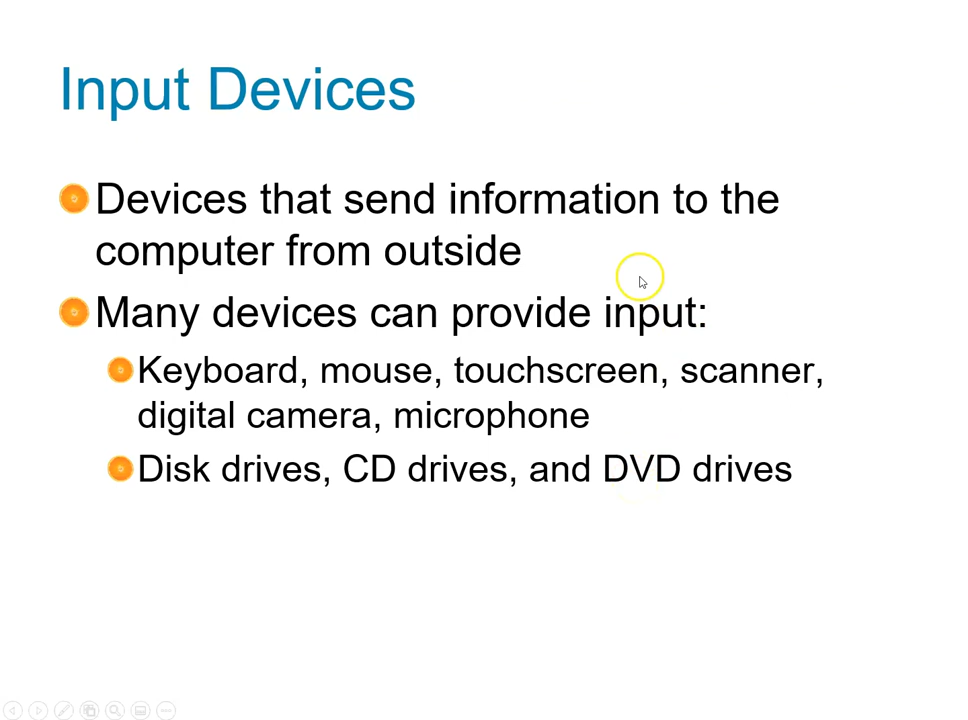 Input Devices
Devices that send information to the
computer from outside
Many devices can provide input:
Keyboard, mouse, touchscreen, scanner,
digital camera, microphone
Disk drives, CD drives, and DVD drives